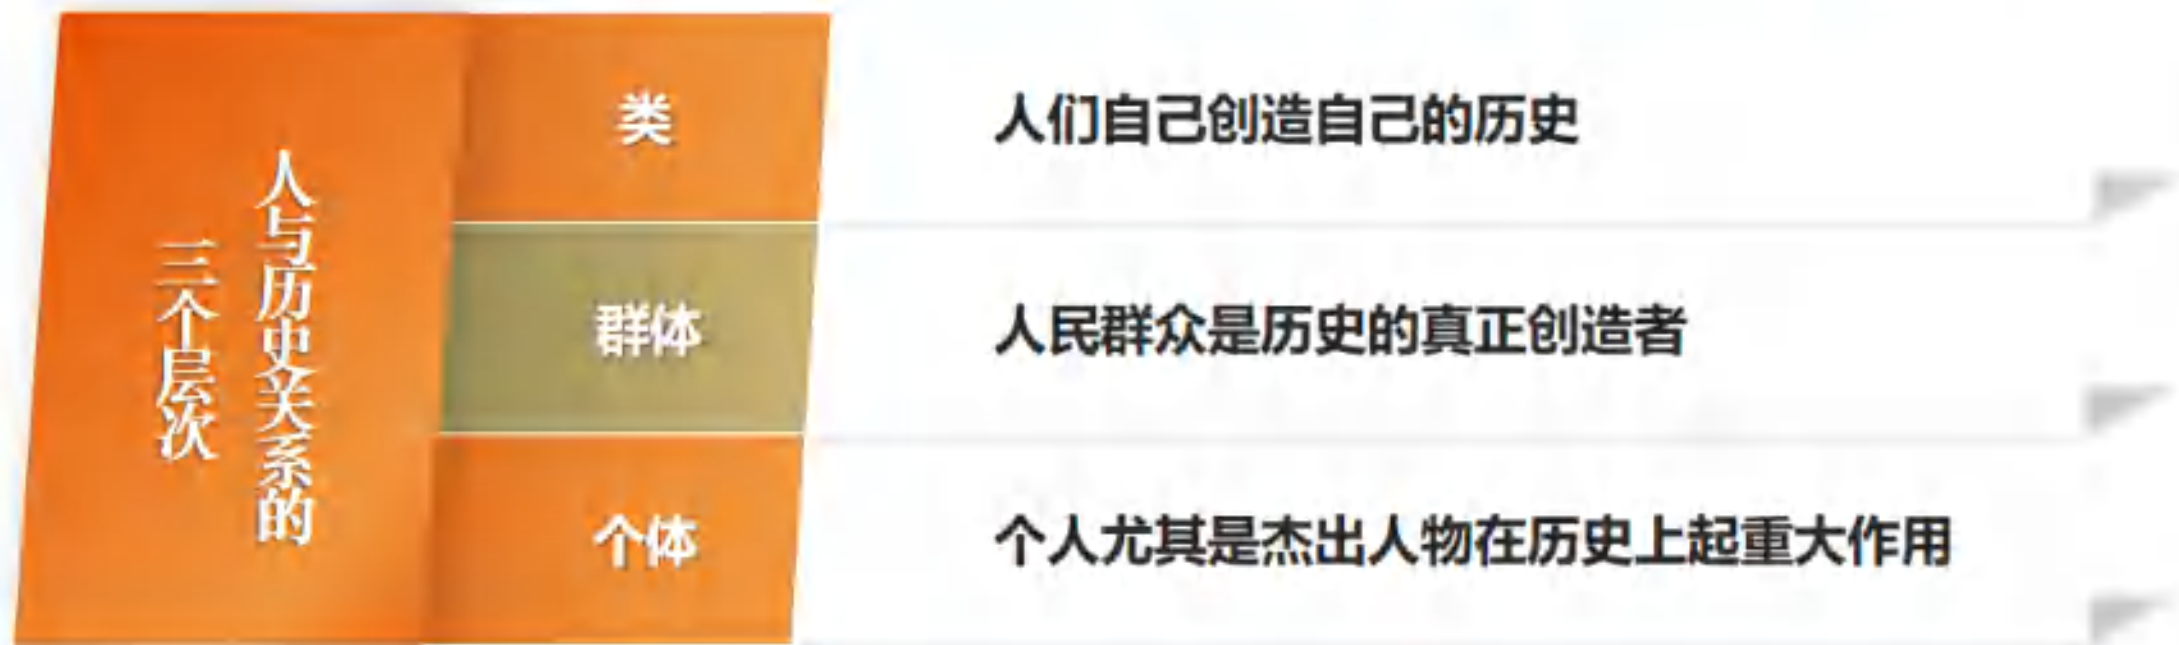 人与历史关系的
三个层次
类
人们自己创造自己的历史
群体
人民群众是历史的真正创造者
个体
个人尤其是杰出人物在历史上起重大作用